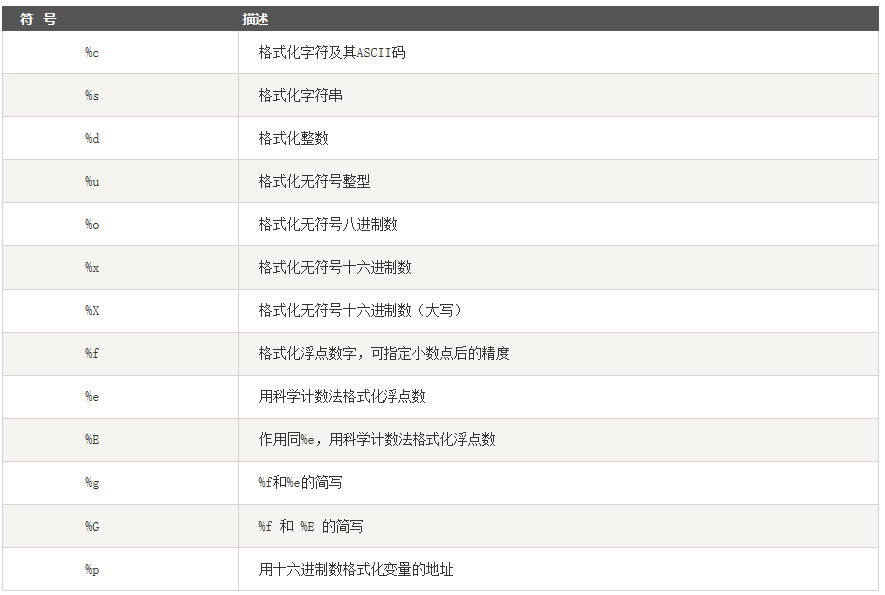 符 号 描述
%c 格式化字符及其ASCII码
%s 格式化字符串
%d 格式化整数
%u 格式化无符号整型
%o 格式化无符号八进制数
%x 格式化无符号十六进制数
%X 格式化无符号十六进制数（大写）
%f 格式化浮点数字，可指定小数点后的精度
%e 用科学计数法格式化浮点数
%E 作用同%e，用科学计数法格式化浮点数
%g %f和%e的简写
%G %f 和 %E 的简写
%p 用十六进制数格式化变量的地址